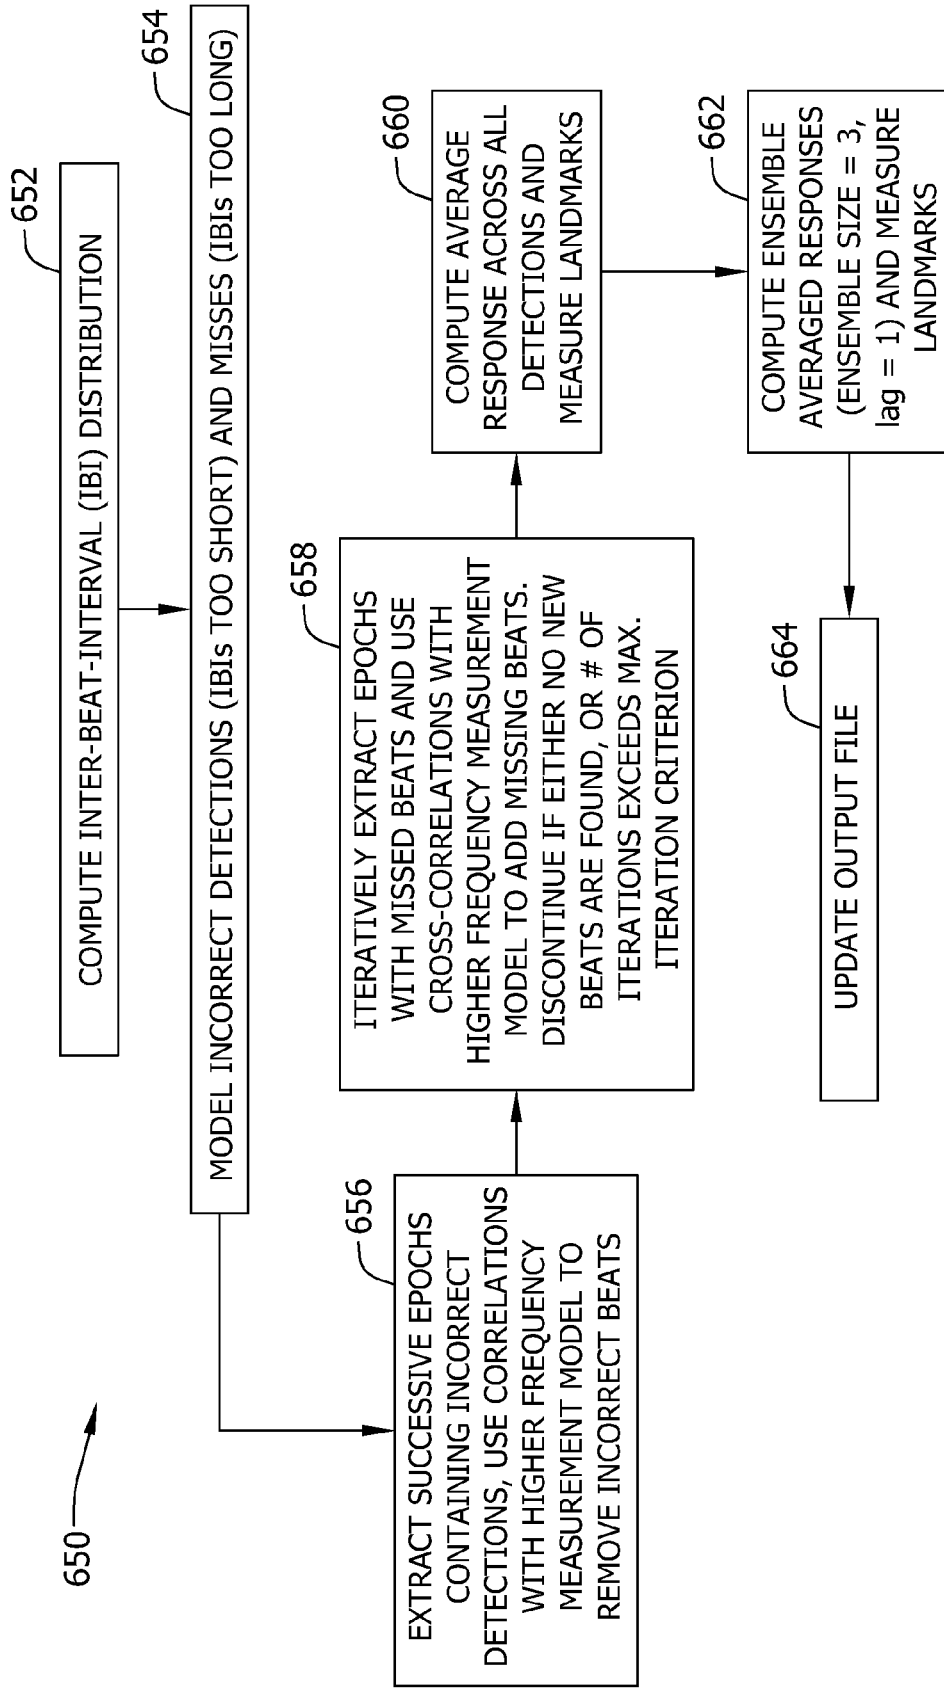 650
652
COMPUTE INTER-BEAT-INTERVAL (IBI) DISTRIBUTION
654
MODEL INCORRECT DETECTIONS (IBIs TOO SHORT) AND MISSES (IBIs TOO LONG)
656
EXTRACT SUCCESSIVE EPOCHS
CONTAINING INCORRECT
DETECTIONS, USE CORRELATIONS
WITH HIGHER FREQUENCY
MEASUREMENT MODEL TO
REMOVE INCORRECT BEATS
658
ITERATIVELY EXTRACT EPOCHS
WITH MISSED BEATS AND USE
CROSS-CORRELATIONS WITH
HIGHER FREQUENCY MEASUREMENT
MODEL TO ADD MISSING BEATS.
DISCONTINUE IF EITHER NO NEW
BEATS ARE FOUND, OR # OF
ITERATIONS EXCEEDS MAX.
ITERATION CRITERION
660
COMPUTE AVERAGE
RESPONSE ACROSS ALL
DETECTIONS AND
MEASURE LANDMARKS
662
COMPUTE ENSEMBLE
AVERAGED RESPONSES
(ENSEMBLE SIZE = 3,
lag = 1) AND MEASURE
LANDMARKS
664
UPDATE OUTPUT FILE